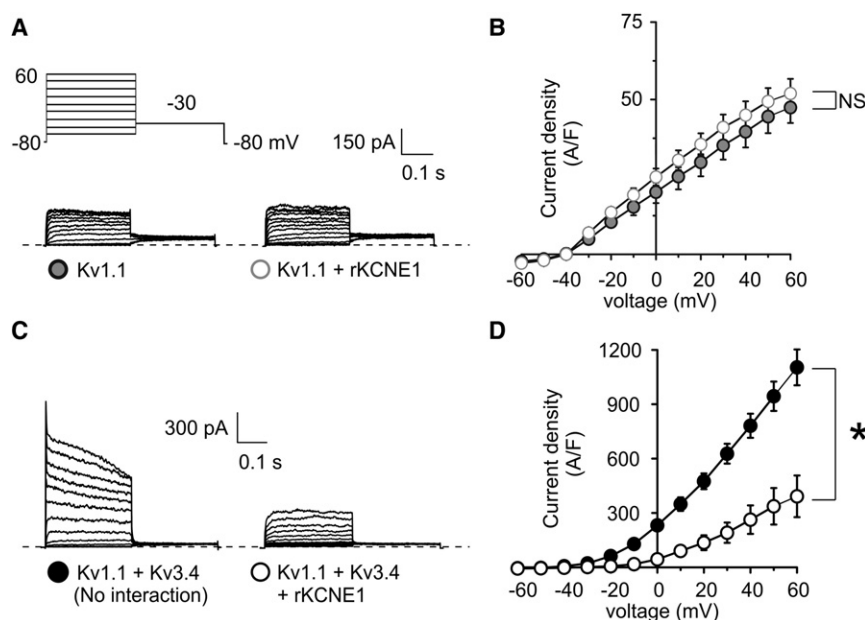 A
60
-30
-80
-80 mV
150 pA
0.1 s
Kv1.1
Kv1.1 + rKCNE1
B
75
50
Current density
(A/F)
NS
-60 -40 -20 0 20 40 60
voltage (mV)
C
300 pA
0.1 s
Kv1.1 + Kv3.4
(No interaction)
Kv1.1 + Kv3.4
+ rKCNE1
D
1200
900
600
300
Current density
(A/F)
*
-60 -40 -20 0 20 40 60
voltage (mV)